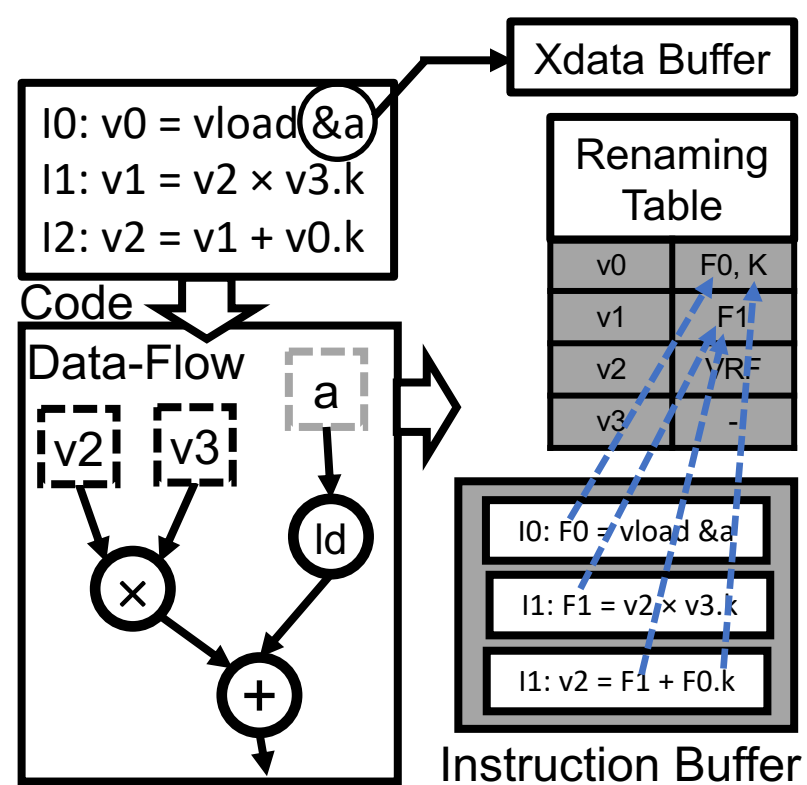 Xdata Buffer
I0: v0 = vload &a
I1: v1 = v2 × v3.k
I2: v2 = v1 + v0.k
Code
Renaming
Table
v0 F0, K
v1 F1
v2 VRF
v3 -
Data-Flow
a
v2 v3
ld
×
+
I0: F0 = vload &a
I1: F1 = v2 × v3.k
I1: v2 = F1 + F0.k
Instruction Buffer